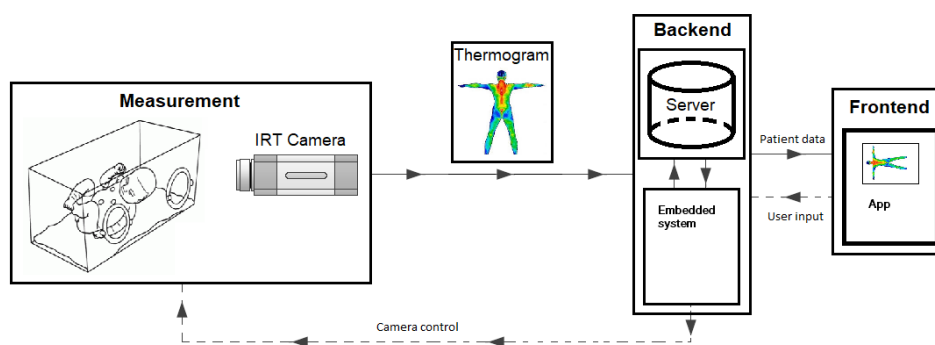 Measurement
IRT Camera
Thermogram
Backend
Server
Embedded
system
Patient data
User input
Frontend
App
Camera control